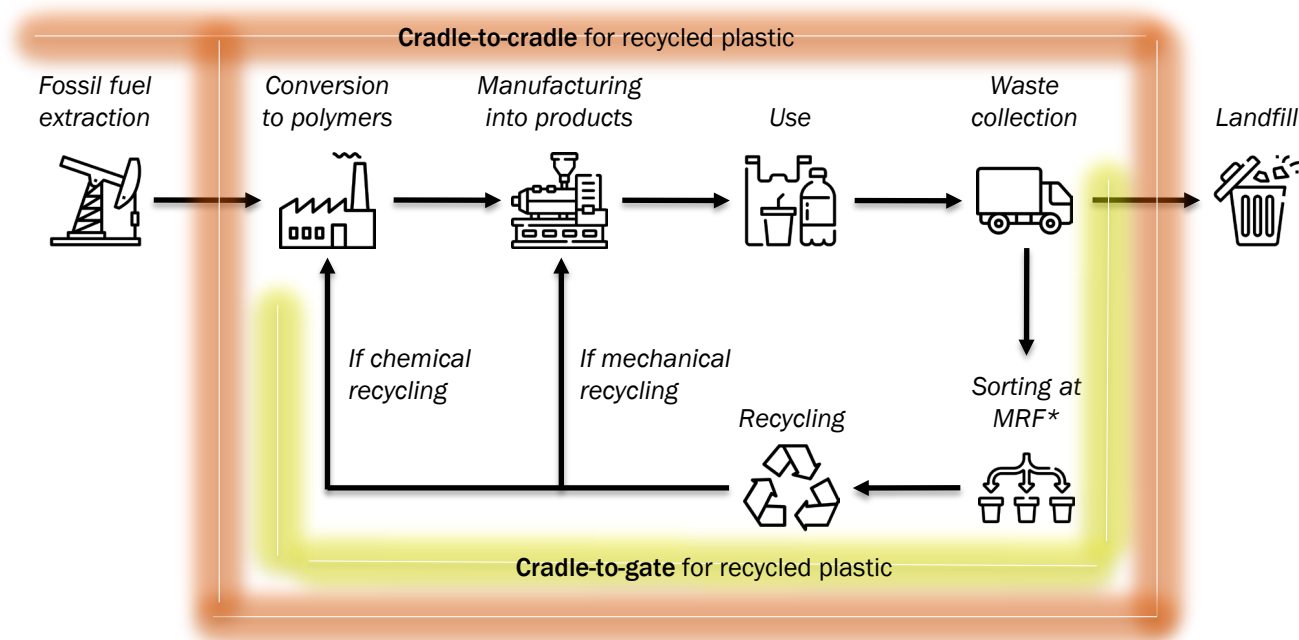 Cradle-to-cradle for recycled plastic
Fossil fuel
extraction
Conversion
to polymers
Manufacturing
into products
Use
Waste
collection
Landfill
If chemical
recycling
If mechanical
recycling
Recycling
Sorting at
MRF*
Cradle-to-gate for recycled plastic